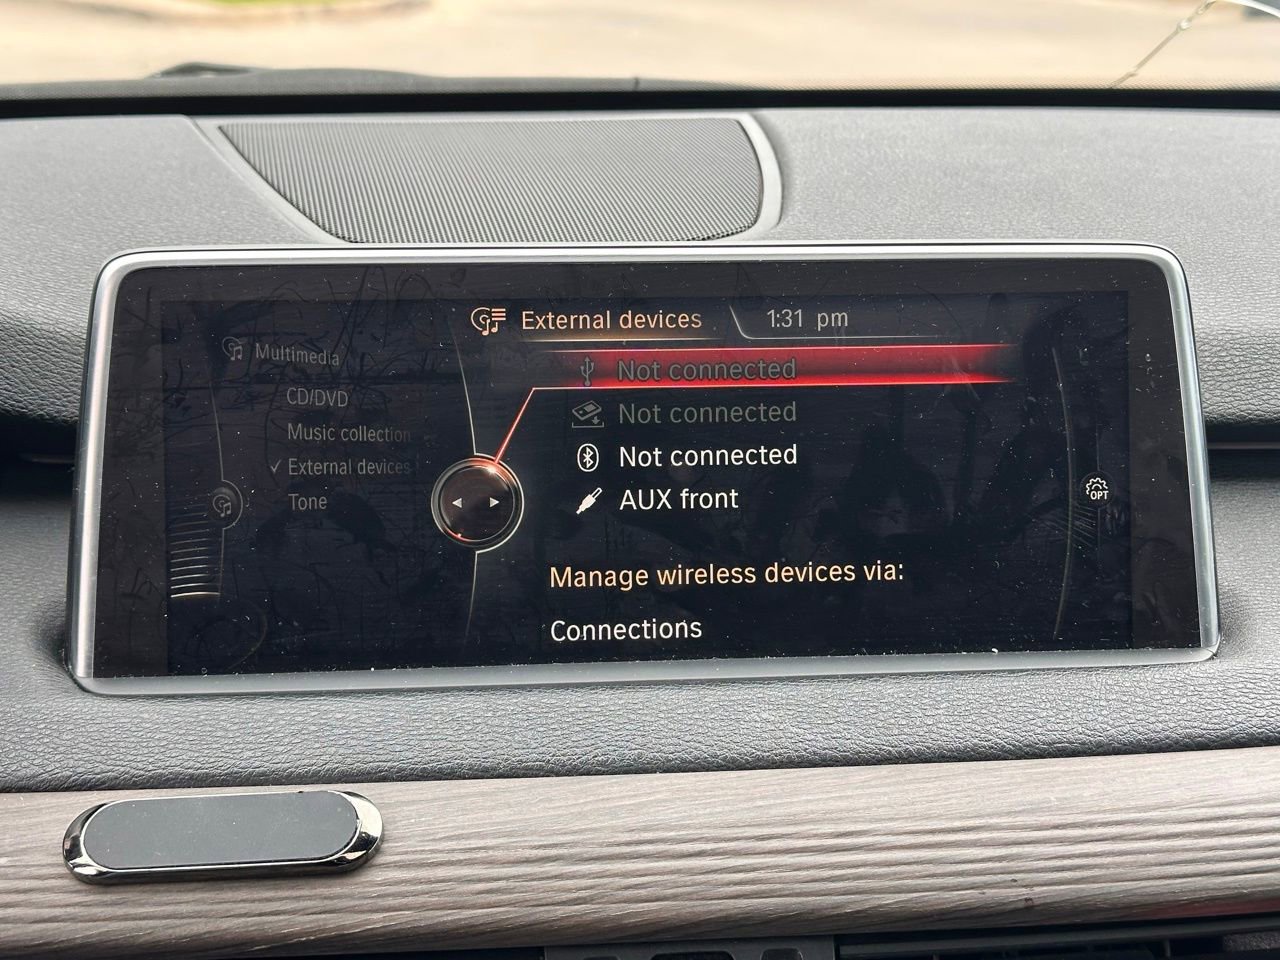 External devices 1:31 pm
Multimedia
CD/DVD
Music collection
✓ External devices
Tone
Not connected
Not connected
Not connected
AUX front
Manage wireless devices via:
Connections
OPT